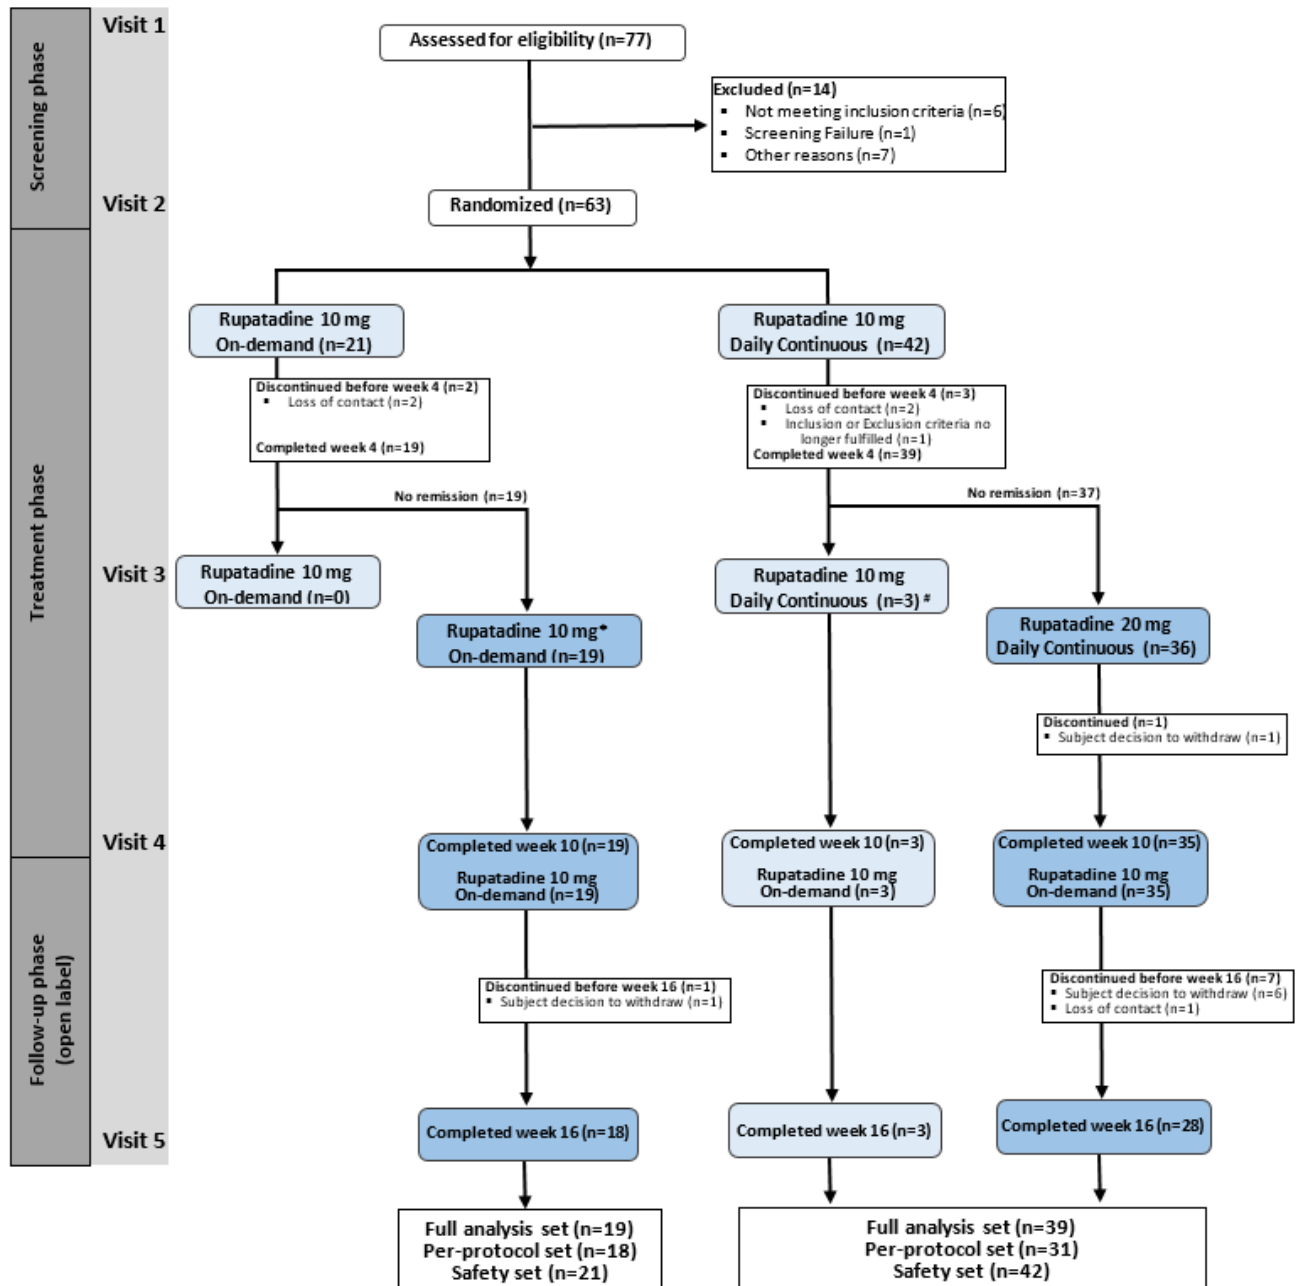 Screening phase
Treatment phase
Follow-up phase
(open label)
Visit 1
Visit 2
Visit 3
Visit 4
Visit 5
Assessed for eligibility (n=77)
Excluded (n=14)
▪ Not meeting inclusion criteria (n=6)
▪ Screening Failure (n=1)
▪ Other reasons (n=7)
Randomized (n=63)
Rupatadine 10 mg
On-demand (n=21)
Rupatadine 10 mg
Daily Continuous (n=42)
Discontinued before week 4 (n=2)
▪ Loss of contact (n=2)
Completed week 4 (n=19)
Discontinued before week 4 (n=3)
▪ Loss of contact (n=2)
▪ Inclusion or Exclusion criteria no
longer fulfilled (n=1)
Completed week 4 (n=39)
No remission (n=19)
No remission (n=37)
Rupatadine 10 mg
On-demand (n=0)
Rupatadine 10 mg*
On-demand (n=19)
Rupatadine 10 mg
Daily Continuous (n=3) #
Rupatadine 20 mg
Daily Continuous (n=36)
Discontinued (n=1)
▪ Subject decision to withdraw (n=1)
Completed week 10 (n=19)
Rupatadine 10 mg
On-demand (n=19)
Completed week 10 (n=3)
Rupatadine 10 mg
On-demand (n=3)
Completed week 10 (n=35)
Rupatadine 10 mg
On-demand (n=35)
Discontinued before week 16 (n=1)
▪ Subject decision to withdraw (n=1)
Discontinued before week 16 (n=7)
▪ Subject decision to withdraw (n=6)
▪ Loss of contact (n=1)
Completed week 16 (n=18)
Completed week 16 (n=3)
Completed week 16 (n=28)
Full analysis set (n=19)
Per-protocol set (n=18)
Safety set (n=21)
Full analysis set (n=39)
Per-protocol set (n=31)
Safety set (n=42)